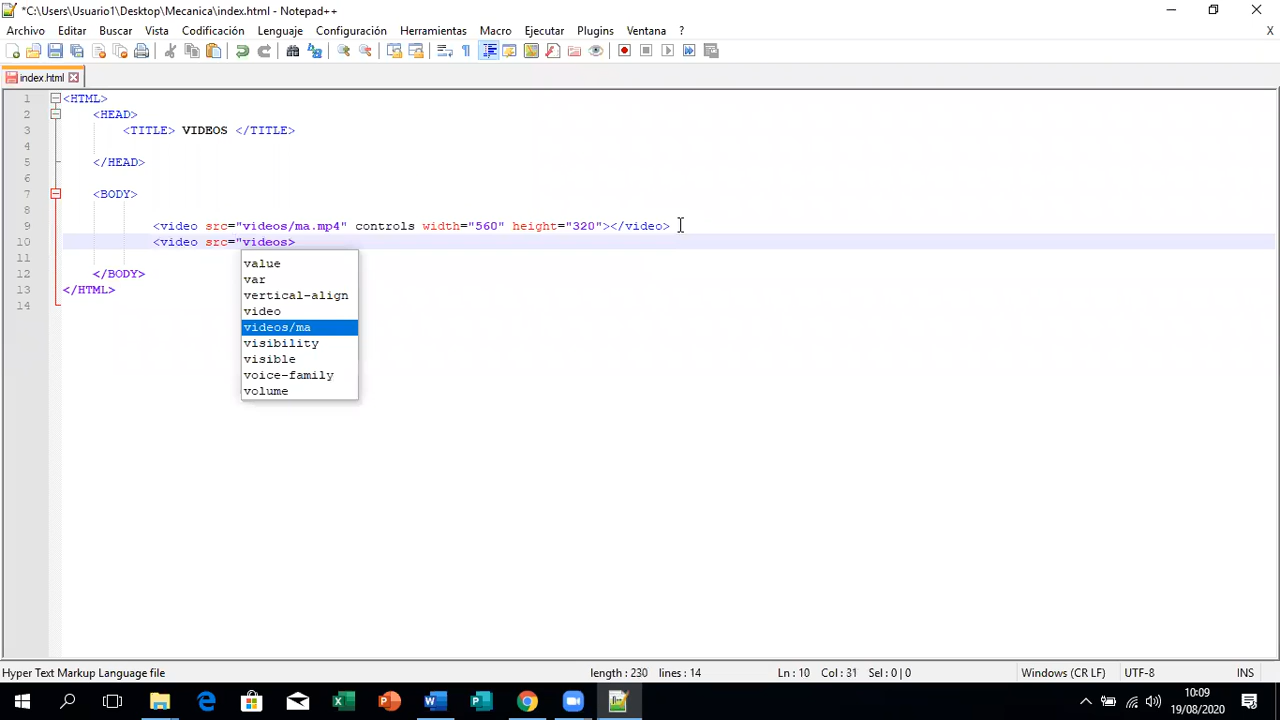 *C:\Users\Usuario1\Desktop\Mecanica\index.html - Notepad++
Archivo Editar Buscar Vista Codificación Lenguaje Configuración Herramientas Macro Ejecutar Plugins Ventana ? X
index.html
1 <HTML>
2 <HEAD>
3 <TITLE> VIDEOS </TITLE>
4
5 </HEAD>
6
7 <BODY>
8
9 <video src="videos/ma.mp4" controls width="560" height="320"></video>
10 <video src="videos>
11
12 </BODY>
13 </HTML>
14
value
var
vertical-align
video
videos/ma
visibility
visible
voice-family
volume
Hyper Text Markup Language file length : 230 lines : 14 Ln : 10 Col : 31 Sel : 0 | 0 Windows (CR LF) UTF-8 INS
10:09
19/08/2020